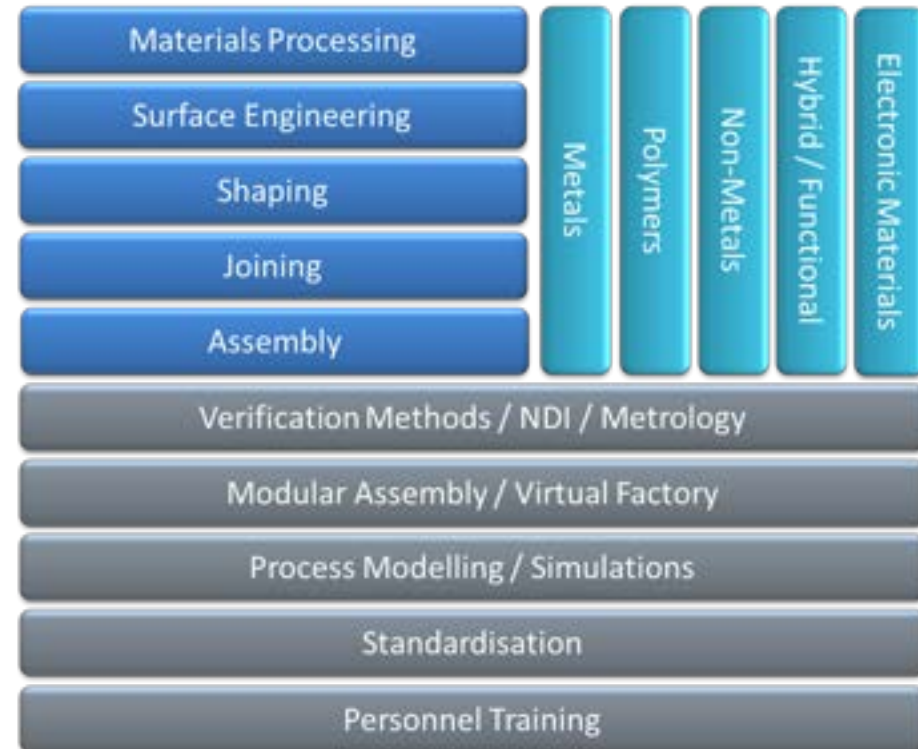 Materials Processing
Surface Engineering
Shaping
Joining
Assembly
Metals
Polymers
Non-Metals
Hybrid / Functional
Electronic Materials
Verification Methods / NDI / Metrology
Modular Assembly / Virtual Factory
Process Modelling / Simulations
Standardisation
Personnel Training